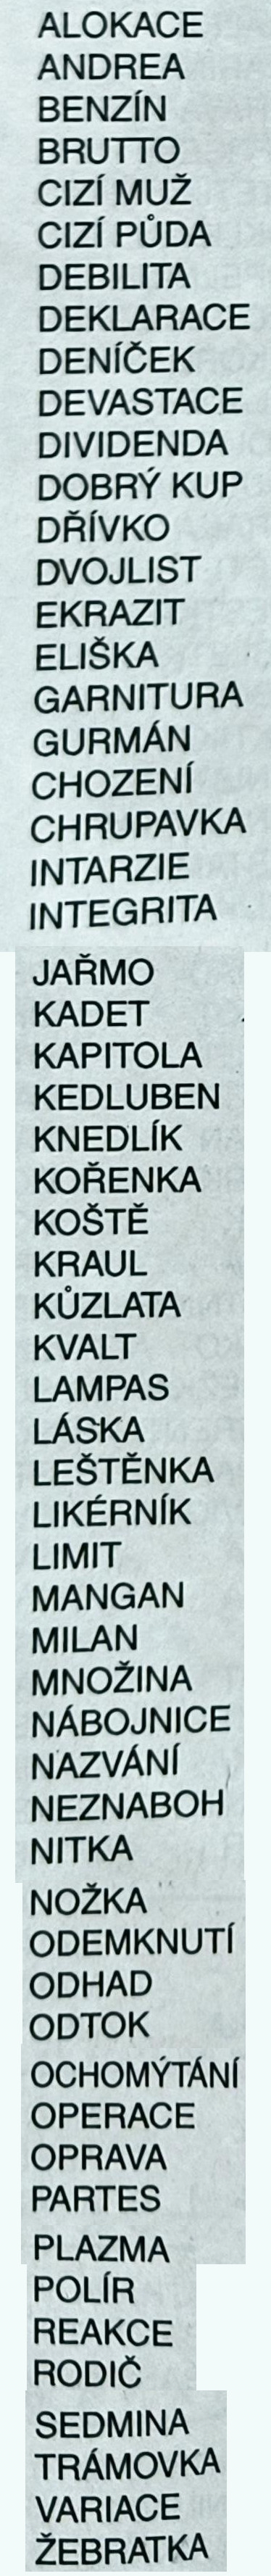 ALOKACE
ANDREA
BENZÍN
BRUTTO
CIZÍ MUŽ
CIZÍ PŮDA
DEBILITA
DEKLARACE
DENÍČEK
DEVASTACE
DIVIDENDA
DOBRÝ KUP
DŘÍVKO
DVOJLIST
EKRAZIT
ELIŠKA
GARNITURA
GURMÁN
CHOZENÍ
CHRUPAVKA
INTARZIE
INTEGRITA
JAŘMO
KADET
KAPITOLA
KEDLUBEN
KNEDLÍK
KOŘENKA
KOŠTĚ
KRAUL
KŮZLATA
KVALT
LAMPAS
LÁSKA
LEŠTĚNKA
LIKÉRNÍK
LIMIT
MANGAN
MILAN
MNOŽINA
NÁBOJNICE
NAZVÁNÍ
NEZNABOH
NITKA
NOŽKA
ODEMKNUTÍ
ODHAD
ODTOK
OCHOMÝTÁNÍ
OPERACE
OPRAVA
PARTES
PLAZMA
POLÍR
REAKCE
RODIČ
SEDMINA
TRÁMOVKA
VARIACE
ŽEBRATKA